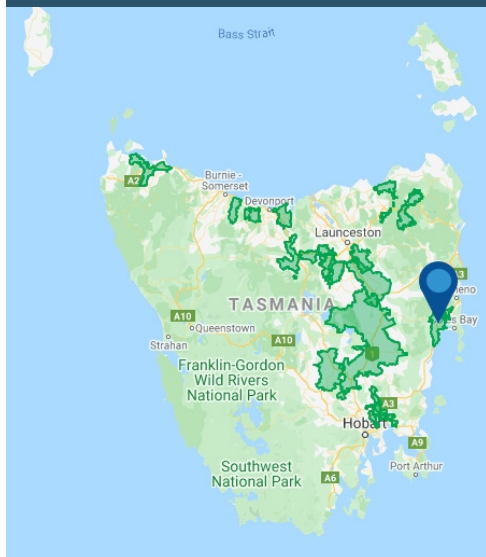 Bass Strait
A2
Burnie -
Somerset
Devonport
Launceston
A3
TASMANIA
A10
Queenstown
A10
Strahan
1
Franklin-Gordon
Wild Rivers
National Park
A3
Hobart
A9
Southwest
National Park
A6
Port Arthur